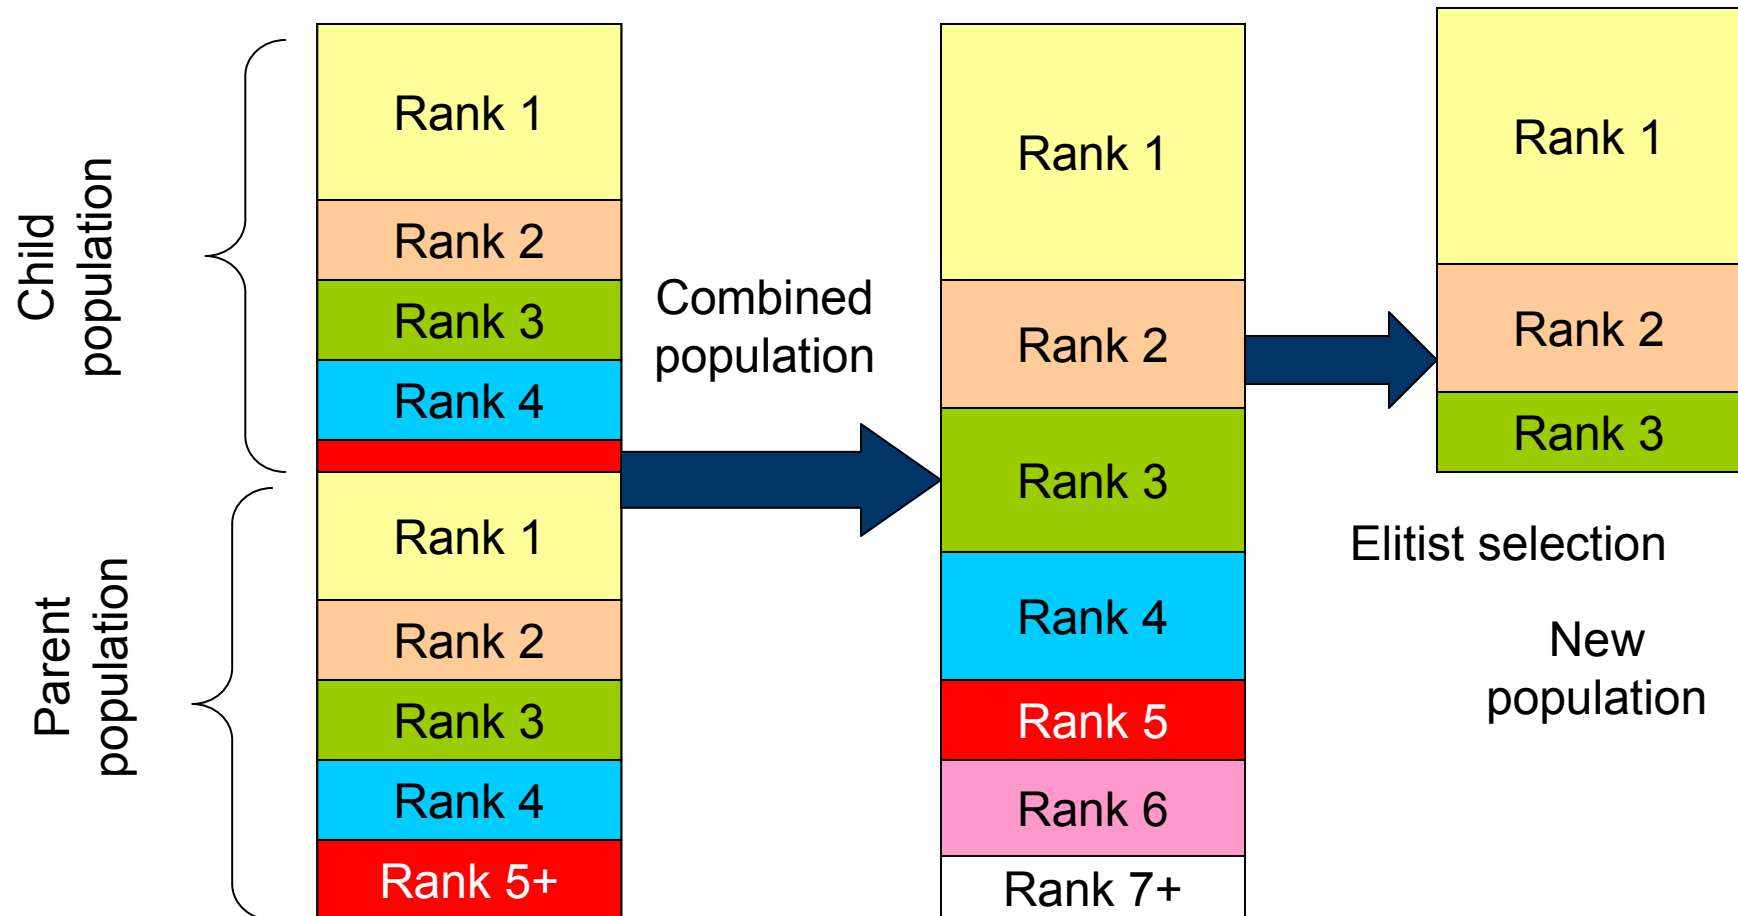 Child
population
Rank 1
Rank 2
Rank 3
Rank 4
Parent
population
Rank 1
Rank 2
Rank 3
Rank 4
Rank 5+
Combined
population
Rank 1
Rank 2
Rank 3
Rank 4
Rank 5
Rank 6
Rank 7+
Rank 1
Rank 2
Rank 3
Elitist selection
New
population